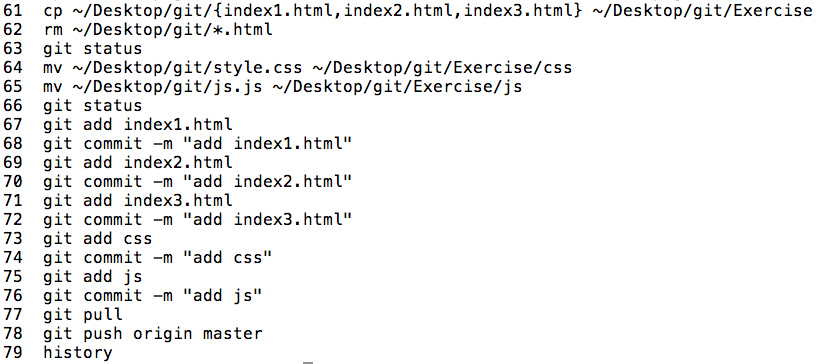 61 cp ~/Desktop/git/{index1.html,index2.html,index3.html} ~/Desktop/git/Exercise
62 rm ~/Desktop/git/*.html
63 git status
64 mv ~/Desktop/git/style.css ~/Desktop/git/Exercise/css
65 mv ~/Desktop/git/js.js ~/Desktop/git/Exercise/js
66 git status
67 git add index1.html
68 git commit -m "add index1.html"
69 git add index2.html
70 git commit -m "add index2.html"
71 git add index3.html
72 git commit -m "add index3.html"
73 git add css
74 git commit -m "add css"
75 git add js
76 git commit -m "add js"
77 git pull
78 git push origin master
79 history